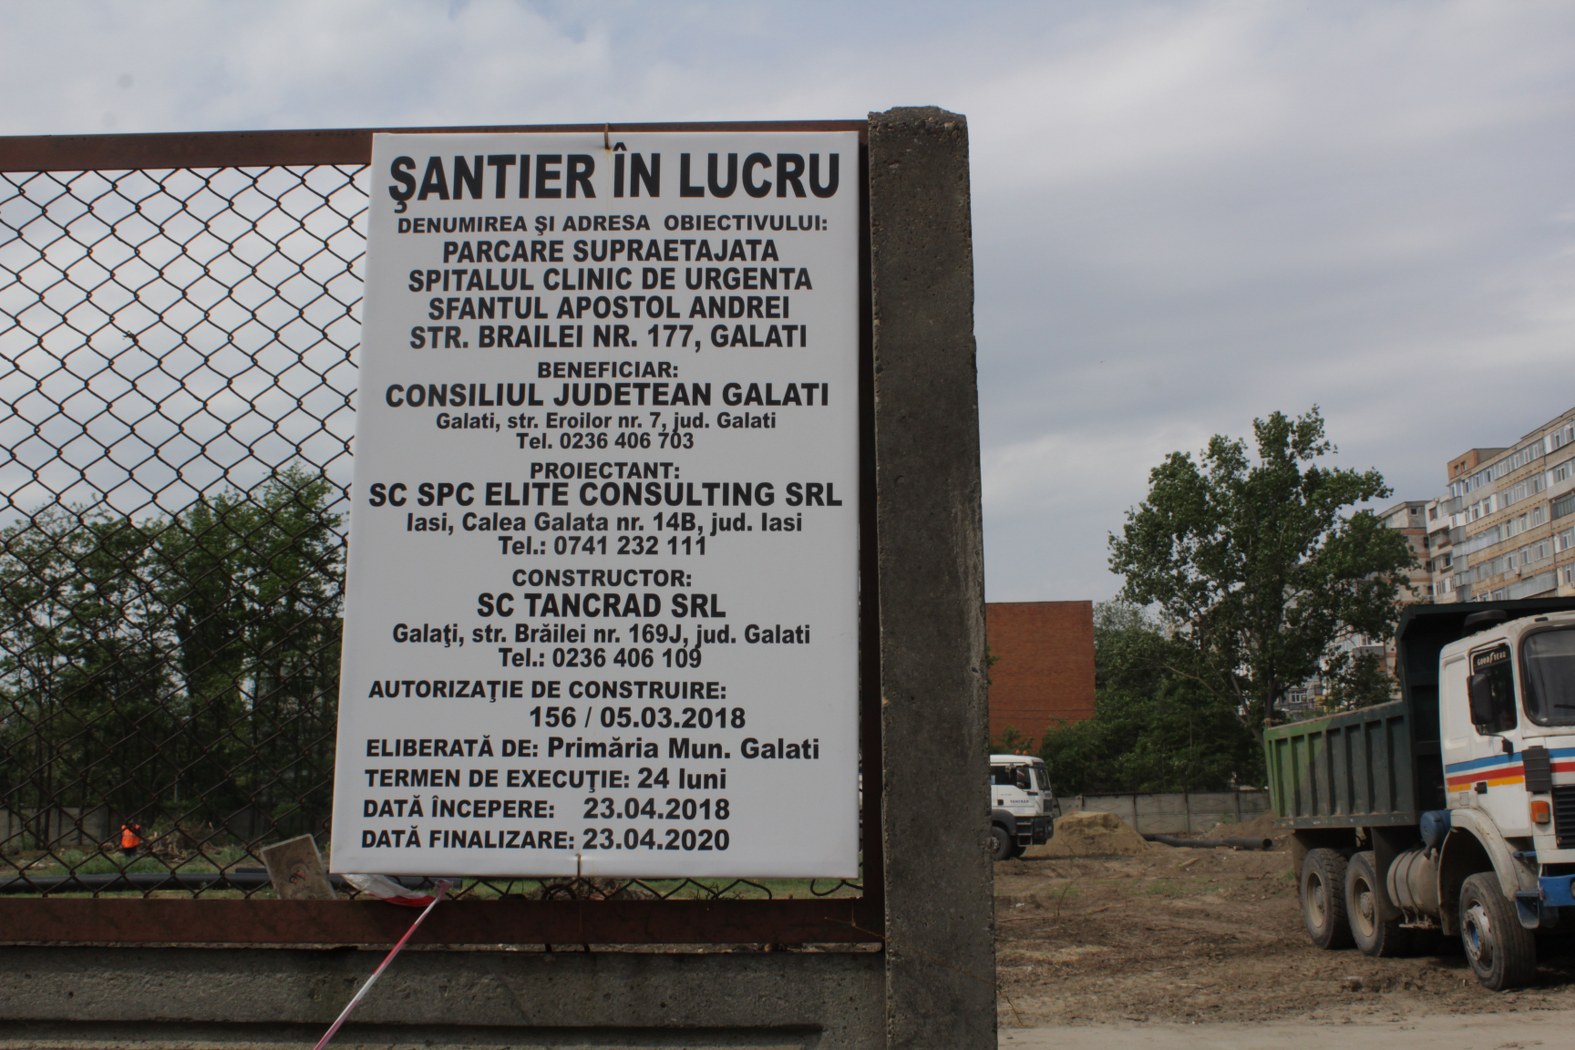 ŞANTIER ÎN LUCRU
DENUMIREA ŞI ADRESA OBIECTIVULUI:
PARCARE SUPRAETAJATA
SPITALUL CLINIC DE URGENTA
SFANTUL APOSTOL ANDREI
STR. BRAILEI NR. 177, GALATI
BENEFICIAR:
CONSILIUL JUDETEAN GALATI
Galati, str. Eroilor nr. 7, jud. Galati
Tel. 0236 406 703
PROIECTANT:
SC SPC ELITE CONSULTING SRL
Iasi, Calea Galata nr. 14B, jud. Iasi
Tel.: 0741 232 111
CONSTRUCTOR:
SC TANCRAD SRL
Galaţi, str. Brăilei nr. 169J, jud. Galati
Tel.: 0236 406 109
AUTORIZAŢIE DE CONSTRUIRE:
156 / 05.03.2018
ELIBERATĂ DE: Primăria Mun. Galati
TERMEN DE EXECUŢIE: 24 luni
DATĂ ÎNCEPERE: 23.04.2018
DATĂ FINALIZARE: 23.04.2020
GOODYEAR